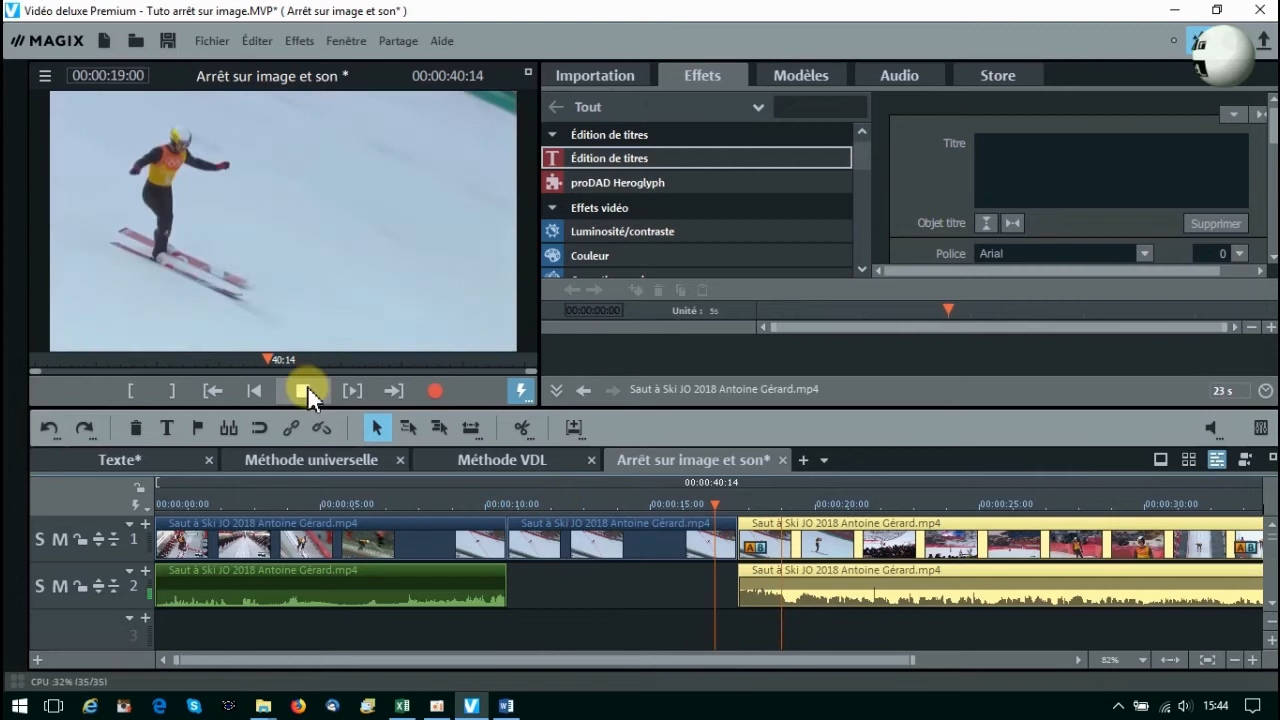 Vidéo deluxe Premium - Tuto arrêt sur image.MVP* ( Arrêt sur image et son* )
MAGIX Fichier Éditer Effets Fenêtre Partage Aide
00:00:19:00 Arrêt sur image et son * 00:00:40:14
Importation Effets Modèles Audio Store
Tout
Édition de titres
Édition de titres
proDAD Heroglyph
Effets vidéo
Luminosité/contraste
Couleur
Titre
Objet titre Supprimer
Police Arial 0
00:00:00:00 Unité : 5s
40:14
Saut à Ski JO 2018 Antoine Gérard.mp4 23 s
Texte* Méthode universelle Méthode VDL Arrêt sur image et son*
00:00:40:14
00:00:00:00 00:00:05:00 00:00:10:00 00:00:15:00 00:00:20:00 00:00:25:00 00:00:30:00
Saut à Ski JO 2018 Antoine Gérard.mp4 Saut à Ski JO 2018 Antoine Gérard.mp4 Saut à Ski JO 2018 Antoine Gérard.mp4
S M 1
A B A B
Saut à Ski JO 2018 Antoine Gérard.mp4 Saut à Ski JO 2018 Antoine Gérard.mp4
S M 2
3
82%
CPU :32% (35/35)
15:44